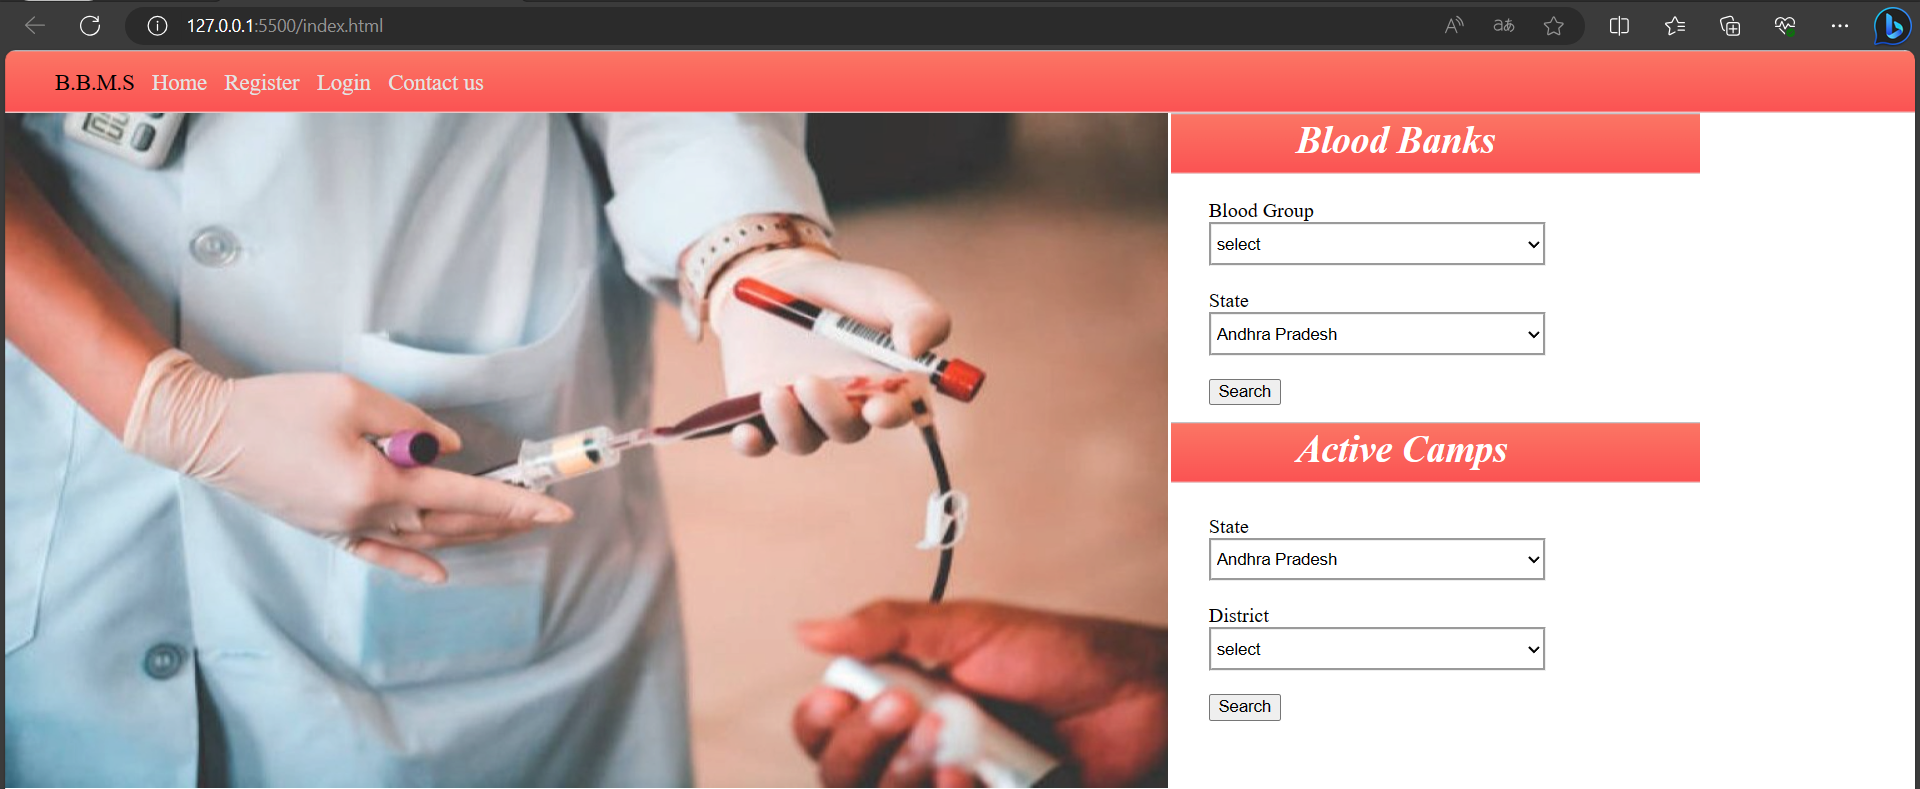 127.0.0.1:5500/index.html
B.B.M.S Home Register Login Contact us
Blood Banks
Blood Group
select
State
Andhra Pradesh
Search
Active Camps
State
Andhra Pradesh
District
select
Search